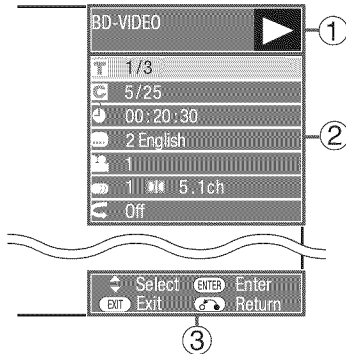 BD-VIDEO
①
T 1/3
C 5/25
00:20:30
2 English
②
1
1 5.1ch
Off
Select ENTER Enter
EXIT Exit Return
③